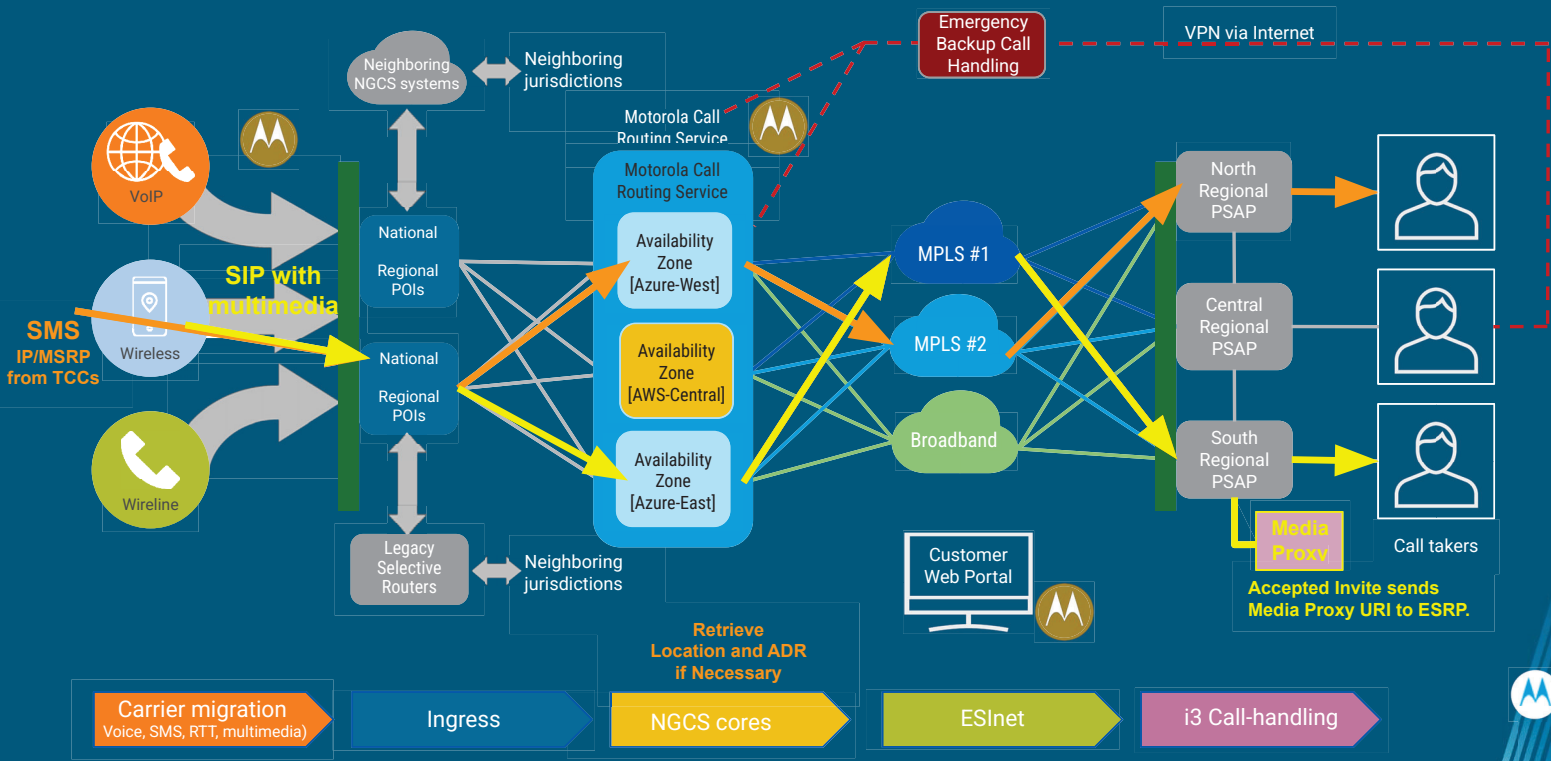 Emergency
Backup Call
Handling
VPN via Internet
Neighboring
NGCS systems
Neighboring
jurisdictions
Motorola Call
Routing Service
VoIP
SIP with
multimedia
SMS
IP/MSRP
from TCCs
Wireless
Wireline
National
Regional
POIs
National
Regional
POIs
Legacy
Selective
Routers
Neighboring
jurisdictions
Motorola Call
Routing Service
Availability
Zone
[Azure-West]
Availability
Zone
[AWS-Central]
Availability
Zone
[Azure-East]
MPLS #1
MPLS #2
Broadband
North
Regional
PSAP
Central
Regional
PSAP
South
Regional
PSAP
Media
Proxy
Call takers
Accepted Invite sends
Media Proxy URI to ESRP.
Customer
Web Portal
Retrieve
Location and ADR
if Necessary
Carrier migration
Voice, SMS, RTT, multimedia)
Ingress
NGCS cores
ESInet
i3 Call-handling